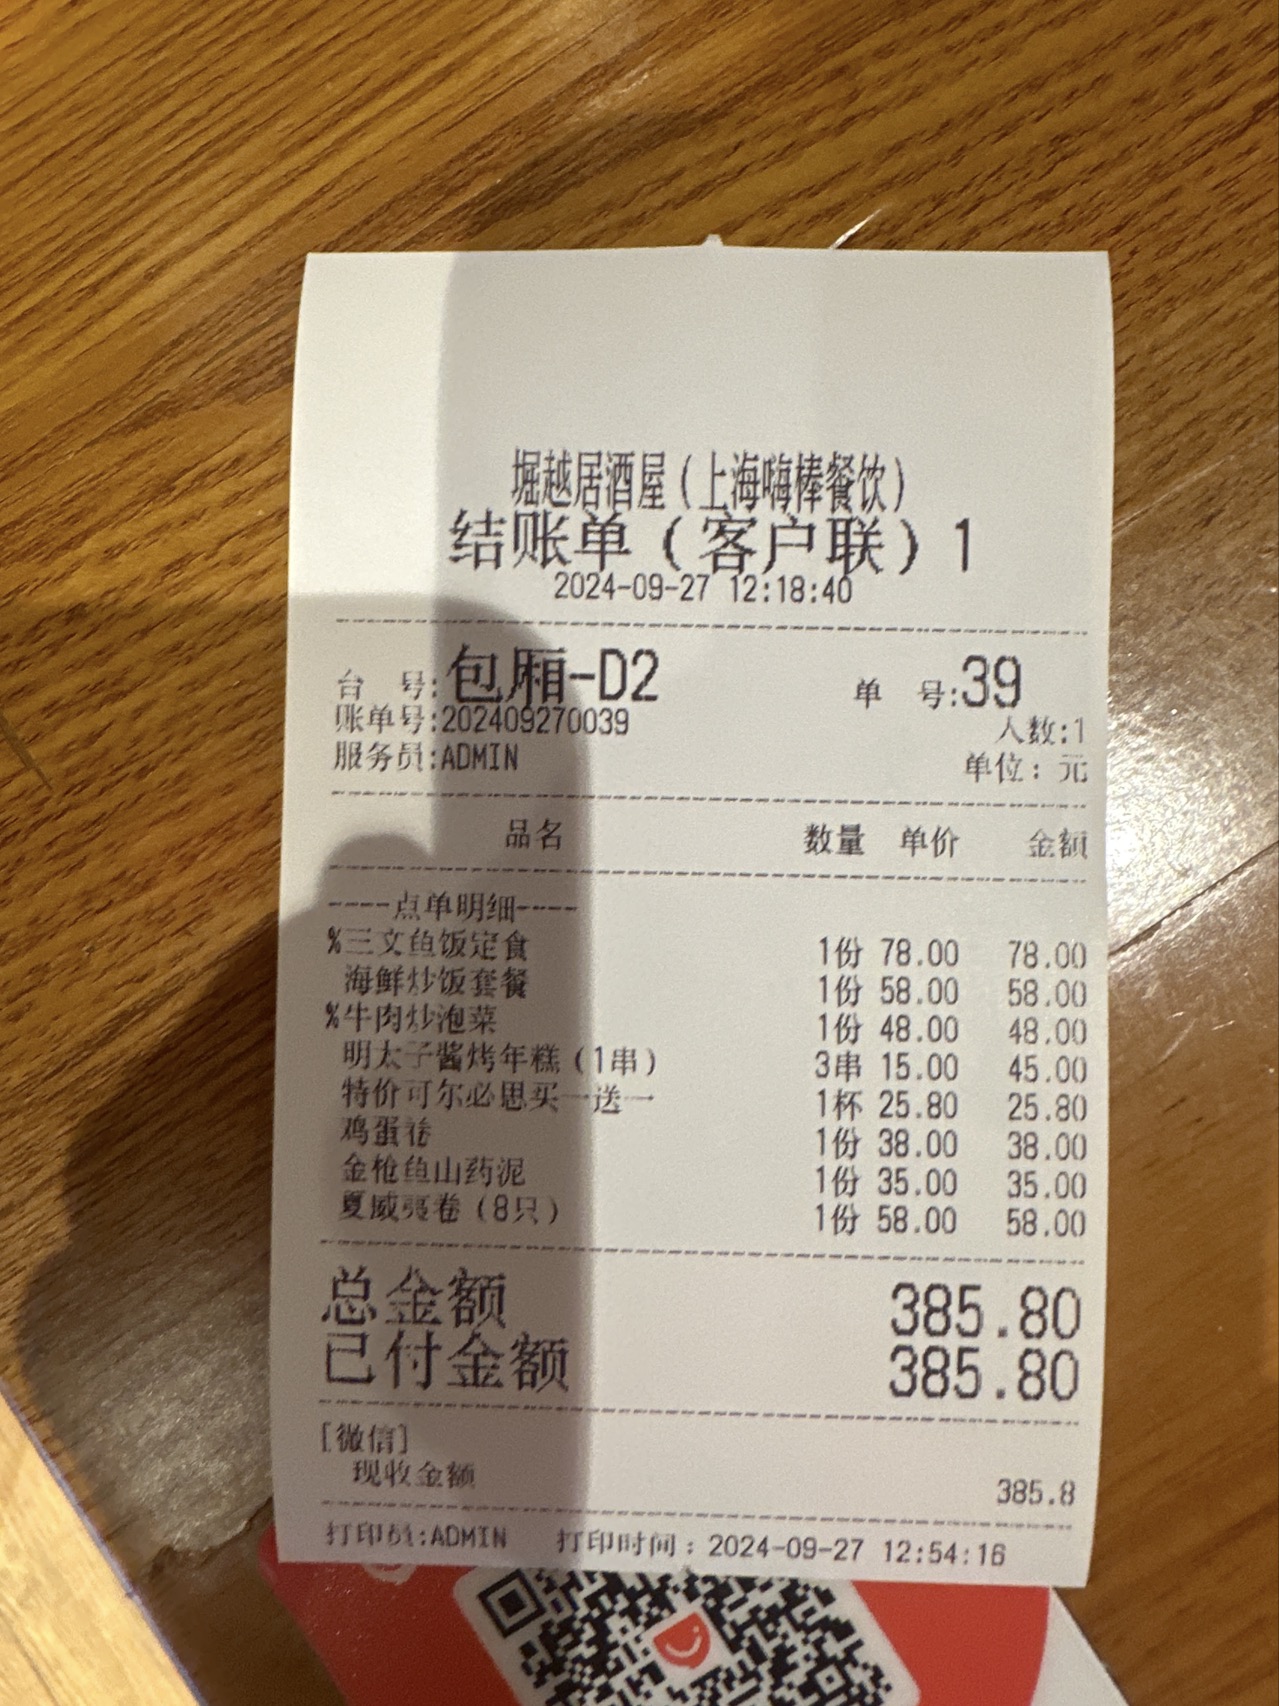 堀越居酒屋(上海嗨棒餐饮)
结账单(客户联)1
2024-09-27 12:18:40
台 号:包厢-D2 单 号:39
账单号:202409270039 人数:1
服务员:ADMIN 单位: 元
品名 数量 单价 金额
----点单明细----
%三文鱼饭定食 1份 78.00 78.00
海鲜炒饭套餐 1份 58.00 58.00
%牛肉炒泡菜 1份 48.00 48.00
明太子酱烤年糕(1串) 3串 15.00 45.00
特价可尔必思买一送一 1杯 25.80 25.80
鸡蛋卷 1份 38.00 38.00
金枪鱼山药泥 1份 35.00 35.00
夏威夷卷(8只) 1份 58.00 58.00
总金额 385.80
已付金额 385.80
[微信]
现收金额 385.8
打印员:ADMIN 打印时间: 2024-09-27 12:54:16